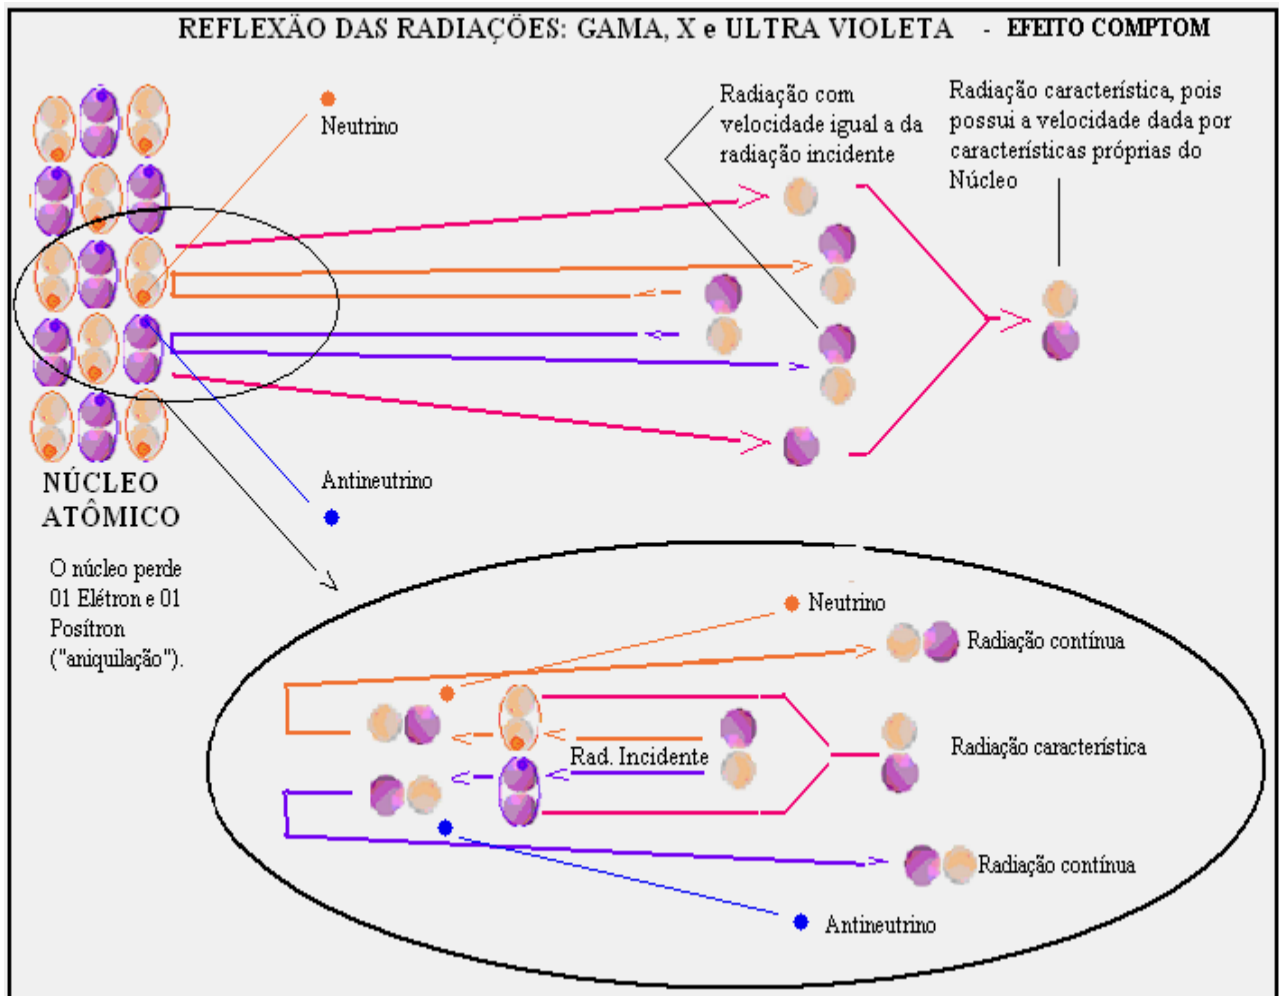 REFLEXÃO DAS RADIAÇÕES: GAMA, X e ULTRA VIOLETA - EFEITO COMPTOM
Neutrino
Radiação com
velocidade igual a da
radiação incidente
Radiação característica, pois
possui a velocidade dada por
características próprias do
Núcleo
Antineutrino
NÚCLEO
ATÔMICO
O núcleo perde
01 Elétron e 01
Posítron
("aniquilação").
Neutrino
Radiação contínua
Rad. Incidente
Radiação característica
Radiação contínua
Antineutrino